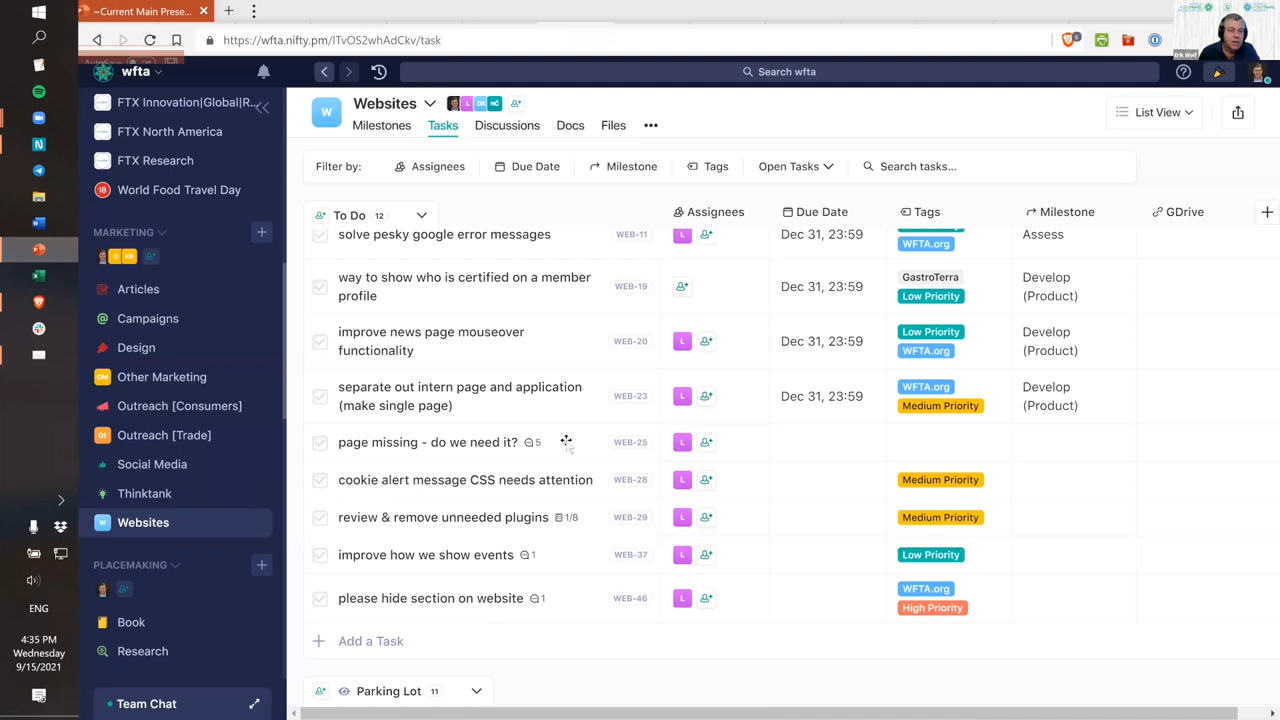 ~Current Main Prese...
https://wfta.nifty.pm/ITvOS2whAdCkv/task
6
Erik Wolf
wfta
Search wfta
FTX Innovation|Global|R...
FTX North America
FTX Research
18 World Food Travel Day
MARKETING
C KB
Articles
Campaigns
Design
OM Other Marketing
Outreach [Consumers]
O( Outreach [Trade]
Social Media
Thinktank
W Websites
PLACEMAKING
Book
Research
Team Chat
ENG
4:35 PM
Wednesday
9/15/2021
W
Websites
L DK NČ
Milestones Tasks Discussions Docs Files
List View
Filter by: Assignees Due Date Milestone Tags Open Tasks Search tasks...
To Do 12 Assignees Due Date Tags Milestone GDrive
solve pesky google error messages WEB-11 L Dec 31, 23:59 WFTA.org Assess
way to show who is certified on a member profile WEB-19 Dec 31, 23:59 GastroTerra Low Priority Develop (Product)
improve news page mouseover functionality WEB-20 L Dec 31, 23:59 Low Priority WFTA.org Develop (Product)
separate out intern page and application (make single page) WEB-23 L Dec 31, 23:59 WFTA.org Medium Priority Develop (Product)
page missing - do we need it? 5 WEB-25 L
cookie alert message CSS needs attention WEB-28 L Medium Priority
review & remove unneeded plugins 1/8 WEB-29 L Medium Priority
improve how we show events 1 WEB-37 L Low Priority
please hide section on website 1 WEB-46 L WFTA.org High Priority
Add a Task
Parking Lot 11